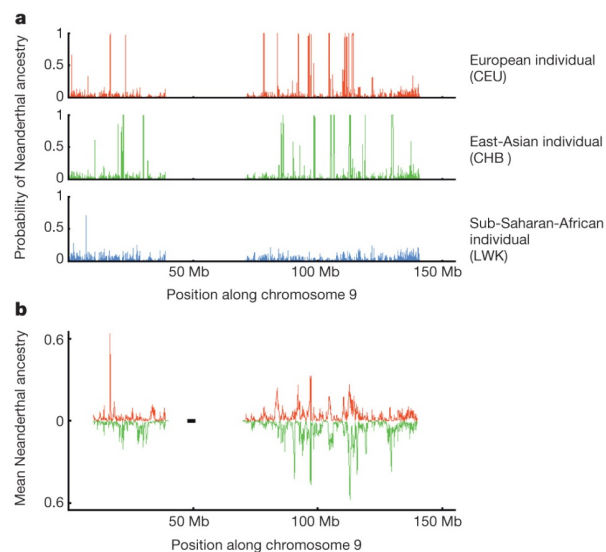 a
1
0.5
0
European individual
(CEU)
Probability of Neanderthal ancestry
1
0.5
0
East-Asian individual
(CHB )
1
0.5
0
Sub-Saharan-African
individual
(LWK)
50 Mb 100 Mb 150 Mb
Position along chromosome 9
b
Mean Neanderthal ancestry
0.6
0
0.6
50 Mb 100 Mb 150 Mb
Position along chromosome 9